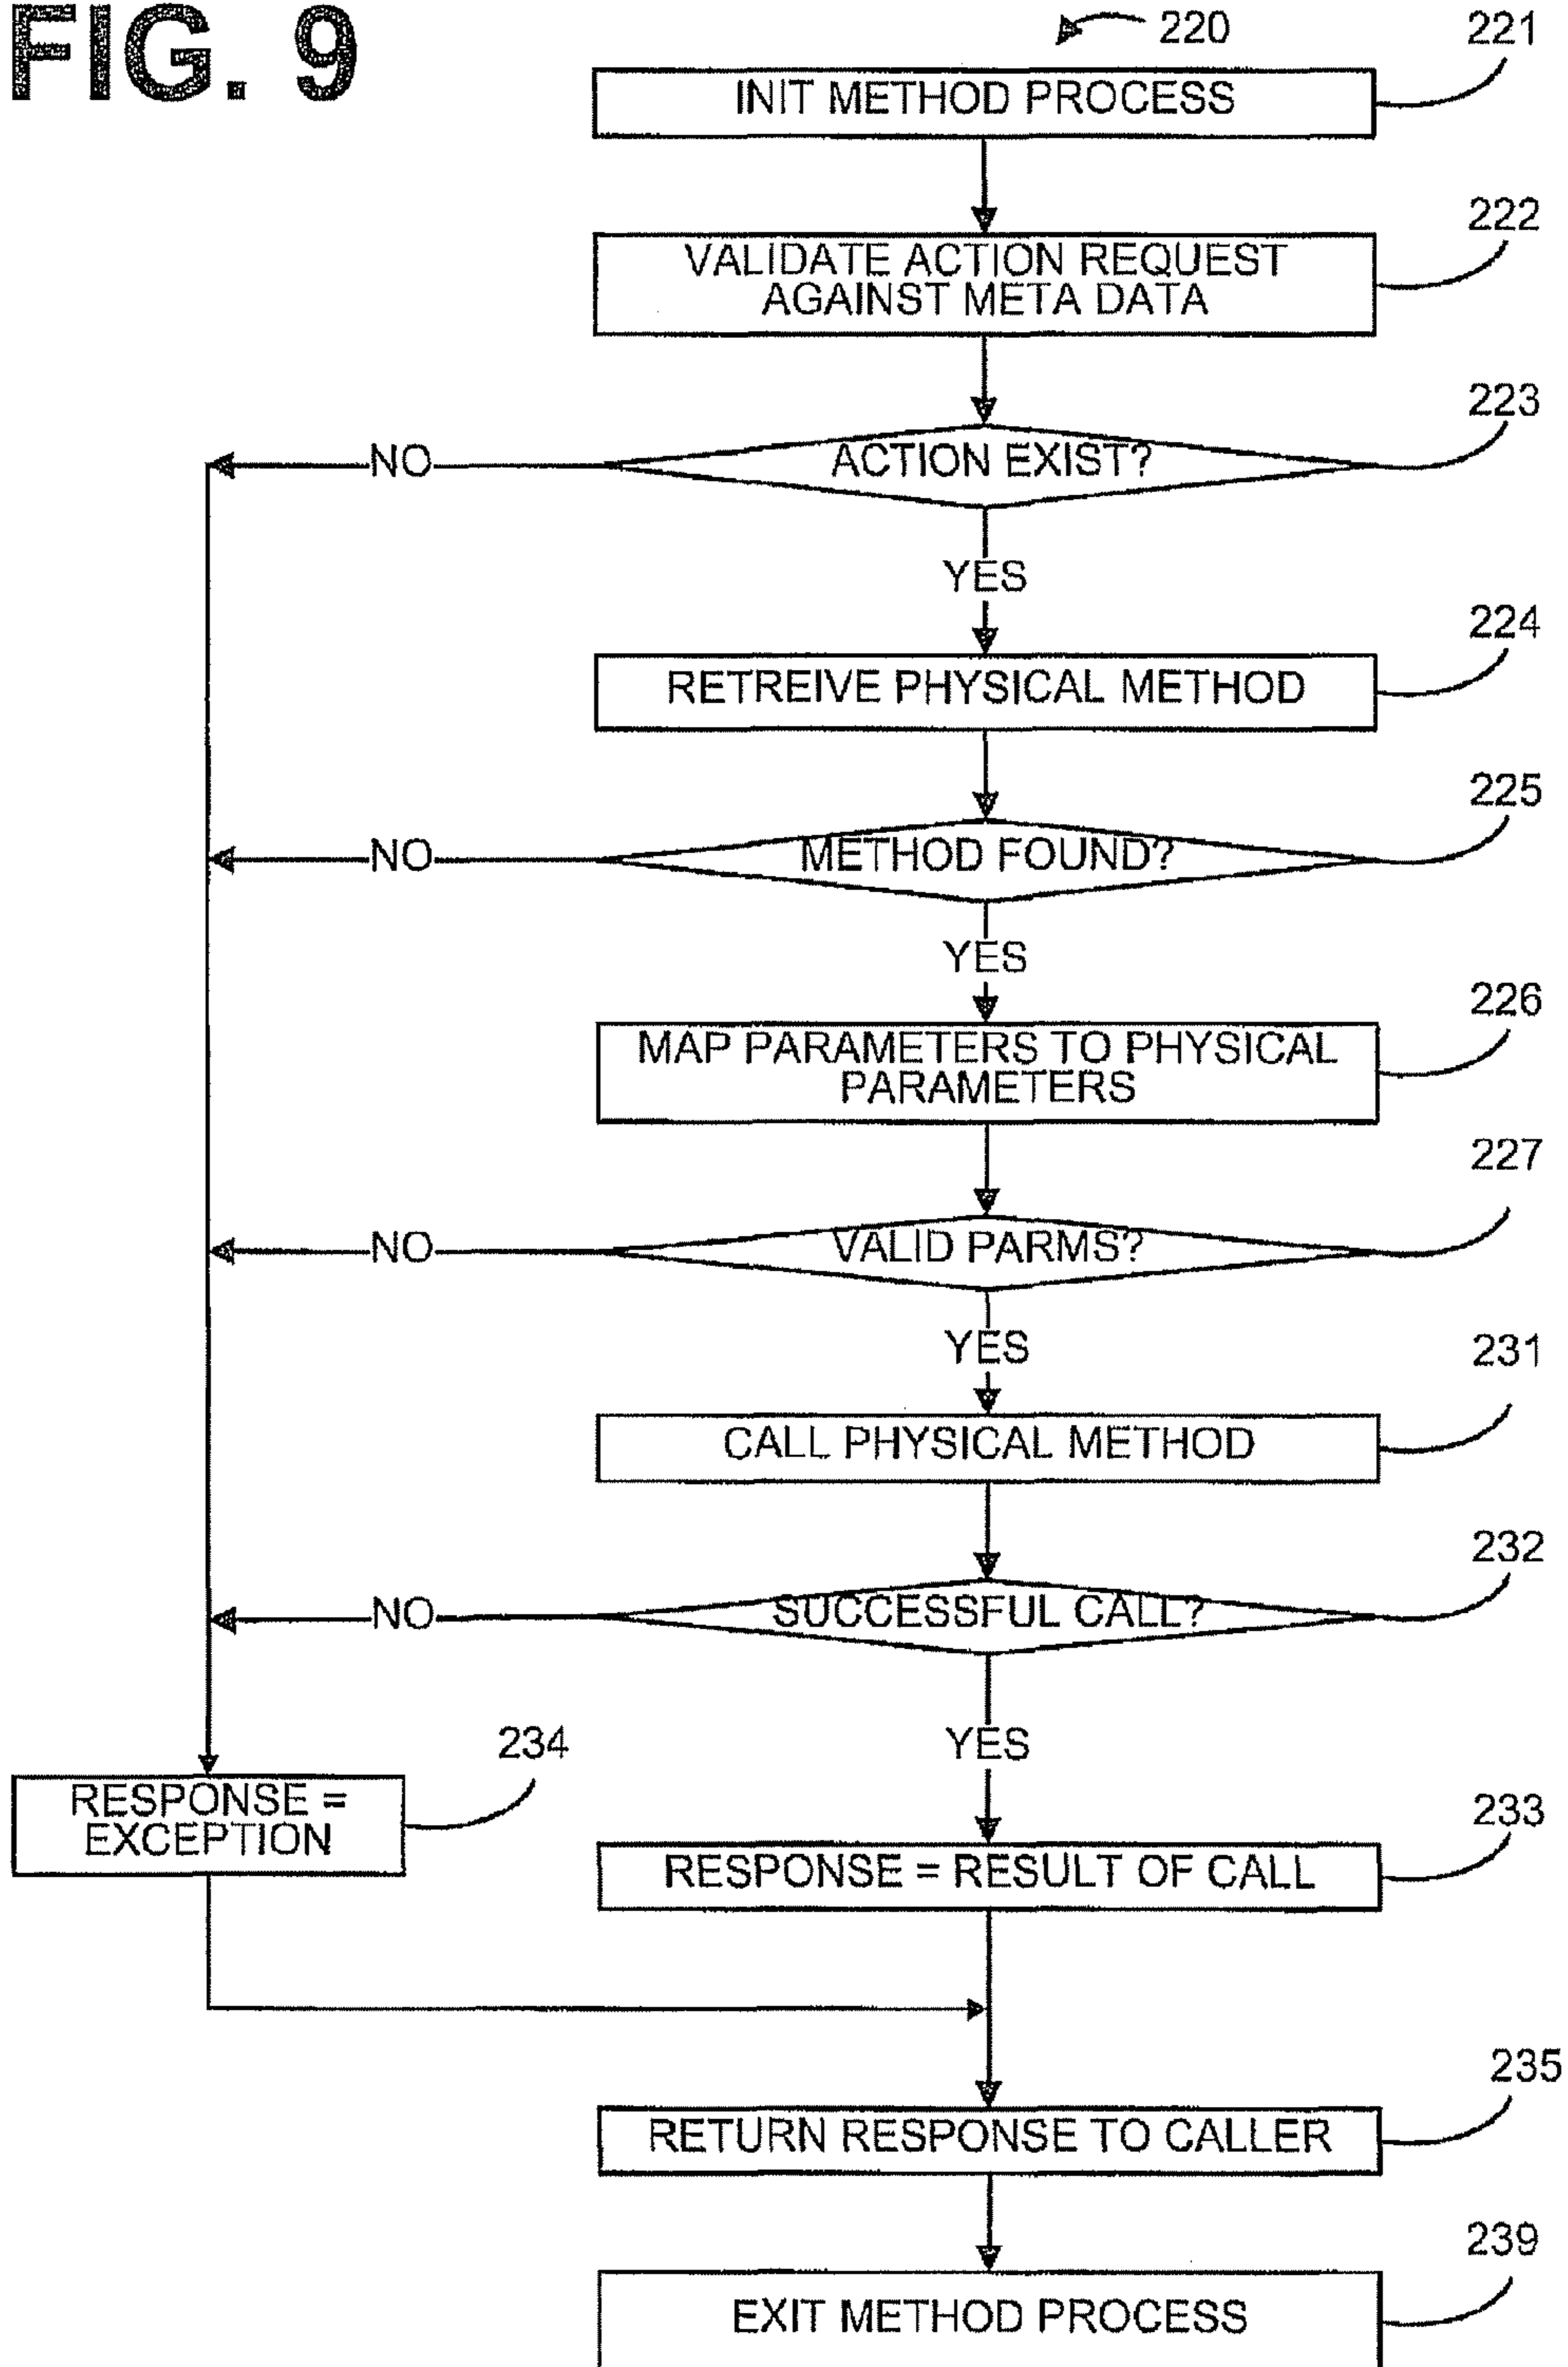 FIG. 9
220
221
INIT METHOD PROCESS
222
VALIDATE ACTION REQUEST
AGAINST META DATA
223
NO
ACTION EXIST?
YES
224
RETREIVE PHYSICAL METHOD
225
NO
METHOD FOUND?
YES
226
MAP PARAMETERS TO PHYSICAL
PARAMETERS
227
NO
VALID PARMS?
YES
231
CALL PHYSICAL METHOD
232
NO
SUCCESSFUL CALL?
YES
234
RESPONSE =
EXCEPTION
233
RESPONSE = RESULT OF CALL
235
RETURN RESPONSE TO CALLER
239
EXIT METHOD PROCESS